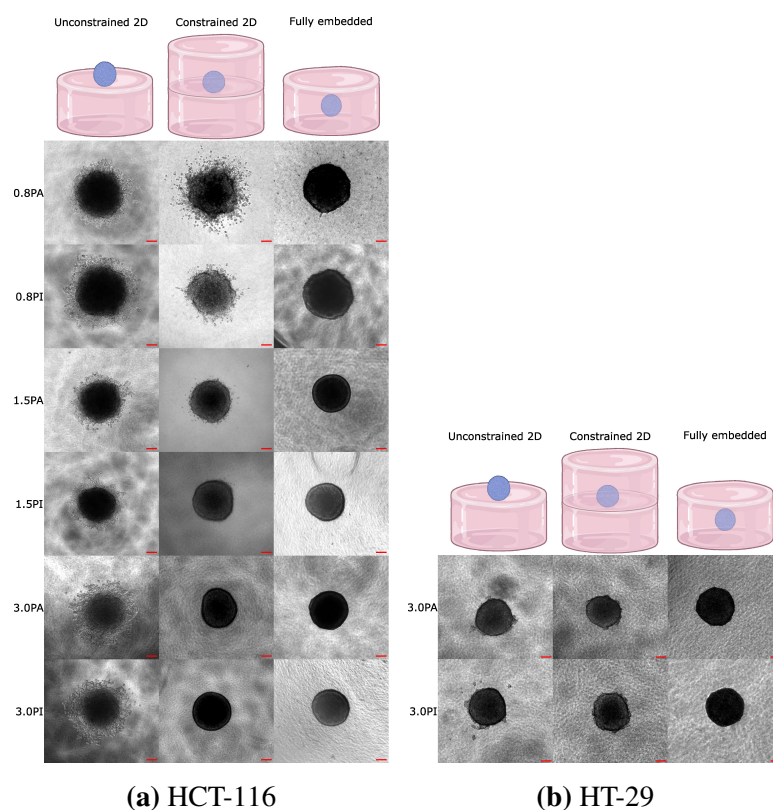 Unconstrained 2D Constrained 2D Fully embedded
0.8PA
0.8PI
1.5PA
1.5PI
3.0PA
3.0PI
(a) HCT-116
Unconstrained 2D Constrained 2D Fully embedded
3.0PA
3.0PI
(b) HT-29